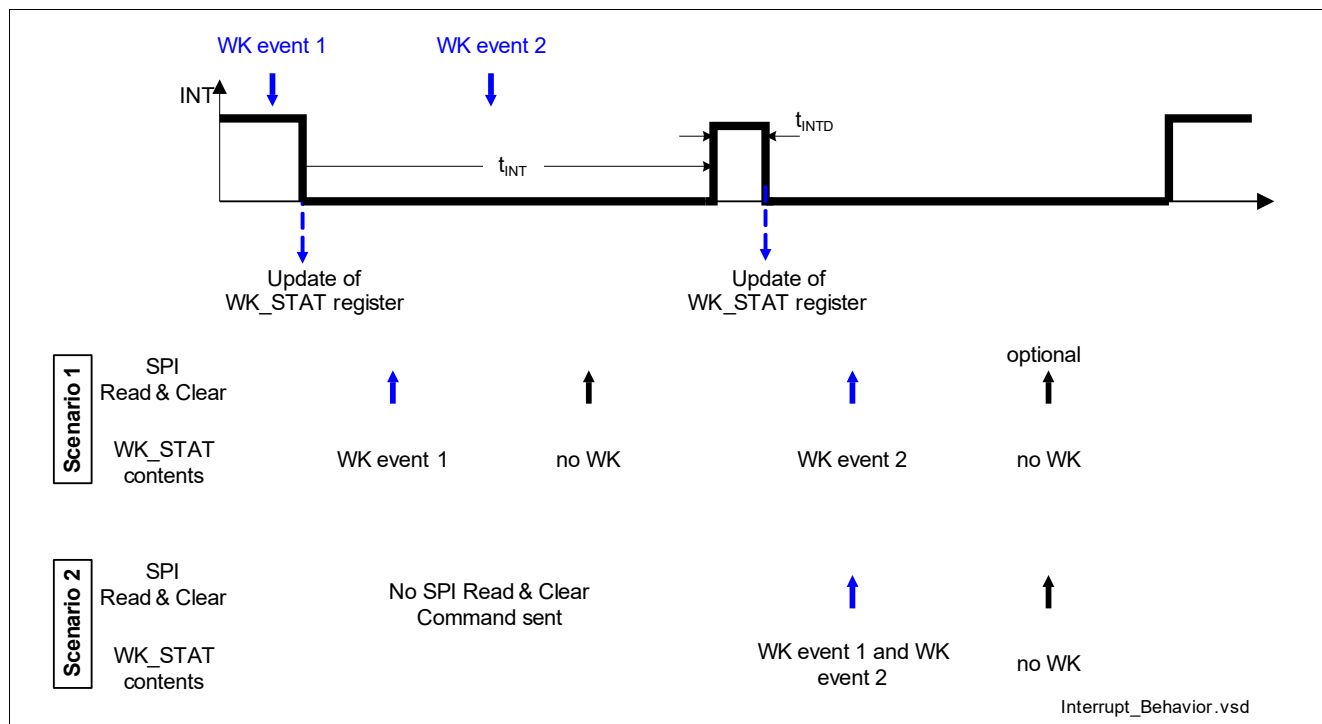 WK event 1
WK event 2
INT
tINTD
tINT
Update of
WK_STAT register
Update of
WK_STAT register
Scenario 1
SPI
Read & Clear
optional
WK_STAT
contents
WK event 1
no WK
WK event 2
no WK
Scenario 2
SPI
Read & Clear
No SPI Read & Clear
Command sent
WK_STAT
contents
WK event 1 and WK
event 2
no WK
Interrupt_Behavior.vsd